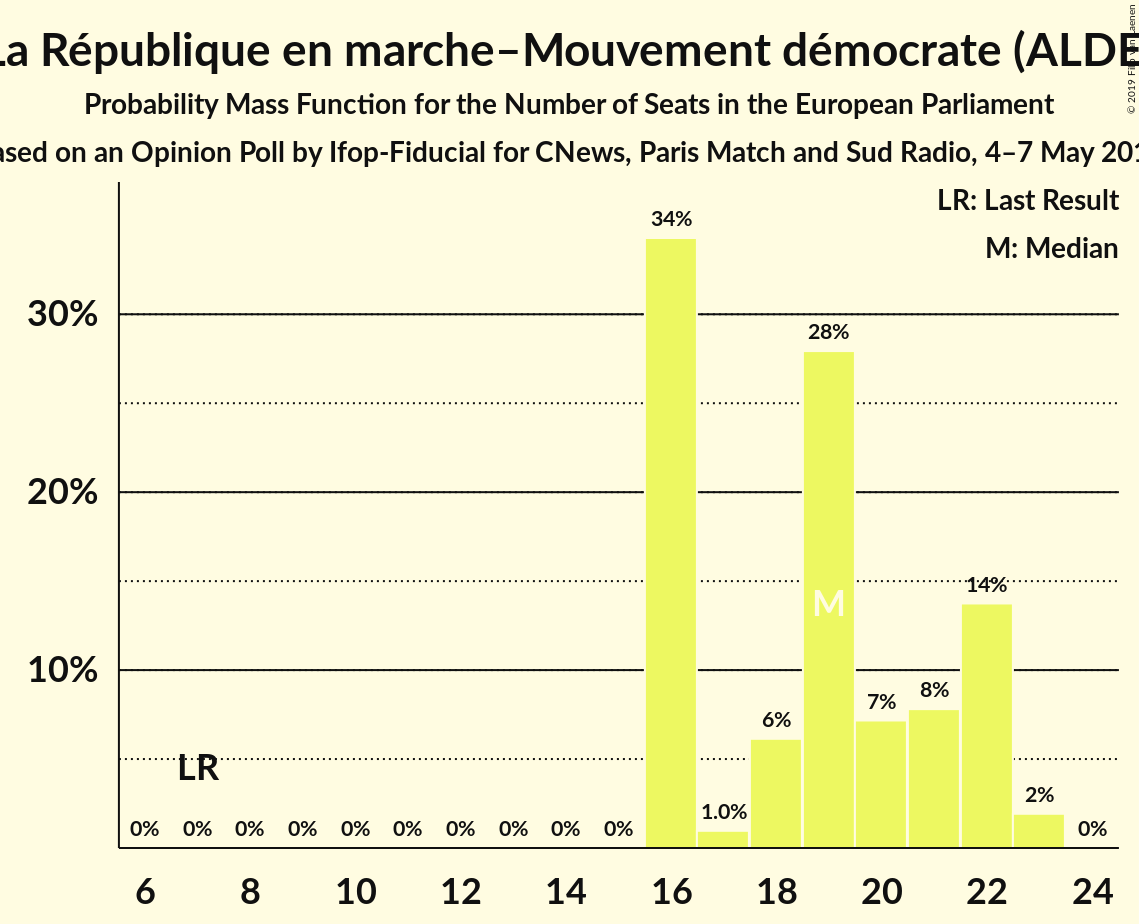 La République en marche–Mouvement démocrate (ALDE
Probability Mass Function for the Number of Seats in the European Parliament
ased on an Opinion Poll by Ifop-Fiducial for CNews, Paris Match and Sud Radio, 4–7 May 201
© 2019
LR: Last Result
M: Median
34%
30%
28%
20%
14%
M
10%
8%
7%
6%
LR
2%
1.0%
0% 0% 0% 0% 0% 0% 0% 0% 0% 0% 0%
6 8 10 12 14 16 18 20 22 24